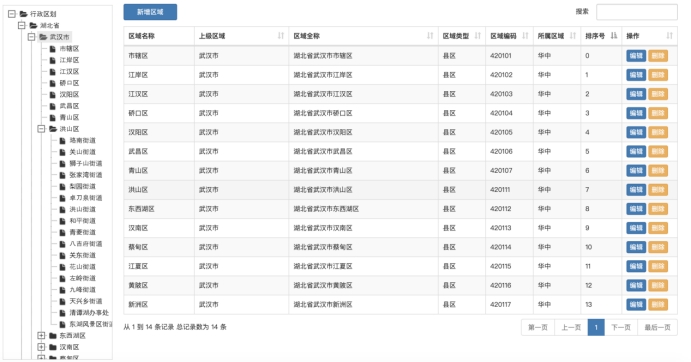 行政区划
湖北省
武汉市
市辖区
江岸区
江汉区
硚口区
汉阳区
武昌区
青山区
洪山区
珞南街道
关山街道
狮子山街道
张家湾街道
梨园街道
卓刀泉街道
洪山街道
和平街道
青菱街道
八吉府街道
关东街道
花山街道
左岭街道
九峰街道
天兴乡街道
清谭湖办事处
东湖风景区街
东西湖区
汉南区
蔡甸区
新增区域
搜索
区域名称 上级区域 区域全称 区域类型 区域编码 所属区域 排序号 操作
市辖区 武汉市 湖北省武汉市市辖区 县区 420101 华中 0 编辑 删除
江岸区 武汉市 湖北省武汉市江岸区 县区 420102 华中 1 编辑 删除
江汉区 武汉市 湖北省武汉市江汉区 县区 420103 华中 2 编辑 删除
硚口区 武汉市 湖北省武汉市硚口区 县区 420104 华中 3 编辑 删除
汉阳区 武汉市 湖北省武汉市汉阳区 县区 420105 华中 4 编辑 删除
武昌区 武汉市 湖北省武汉市武昌区 县区 420106 华中 5 编辑 删除
青山区 武汉市 湖北省武汉市青山区 县区 420107 华中 6 编辑 删除
洪山区 武汉市 湖北省武汉市洪山区 县区 420111 华中 7 编辑 删除
东西湖区 武汉市 湖北省武汉市东西湖区 县区 420112 华中 8 编辑 删除
汉南区 武汉市 湖北省武汉市汉南区 县区 420113 华中 9 编辑 删除
蔡甸区 武汉市 湖北省武汉市蔡甸区 县区 420114 华中 10 编辑 删除
江夏区 武汉市 湖北省武汉市江夏区 县区 420115 华中 11 编辑 删除
黄陂区 武汉市 湖北省武汉市黄陂区 县区 420116 华中 12 编辑 删除
新洲区 武汉市 湖北省武汉市新洲区 县区 420117 华中 13 编辑 删除
从 1 到 14 条记录 总记录数为 14 条
第一页 上一页 1 下一页 最后一页